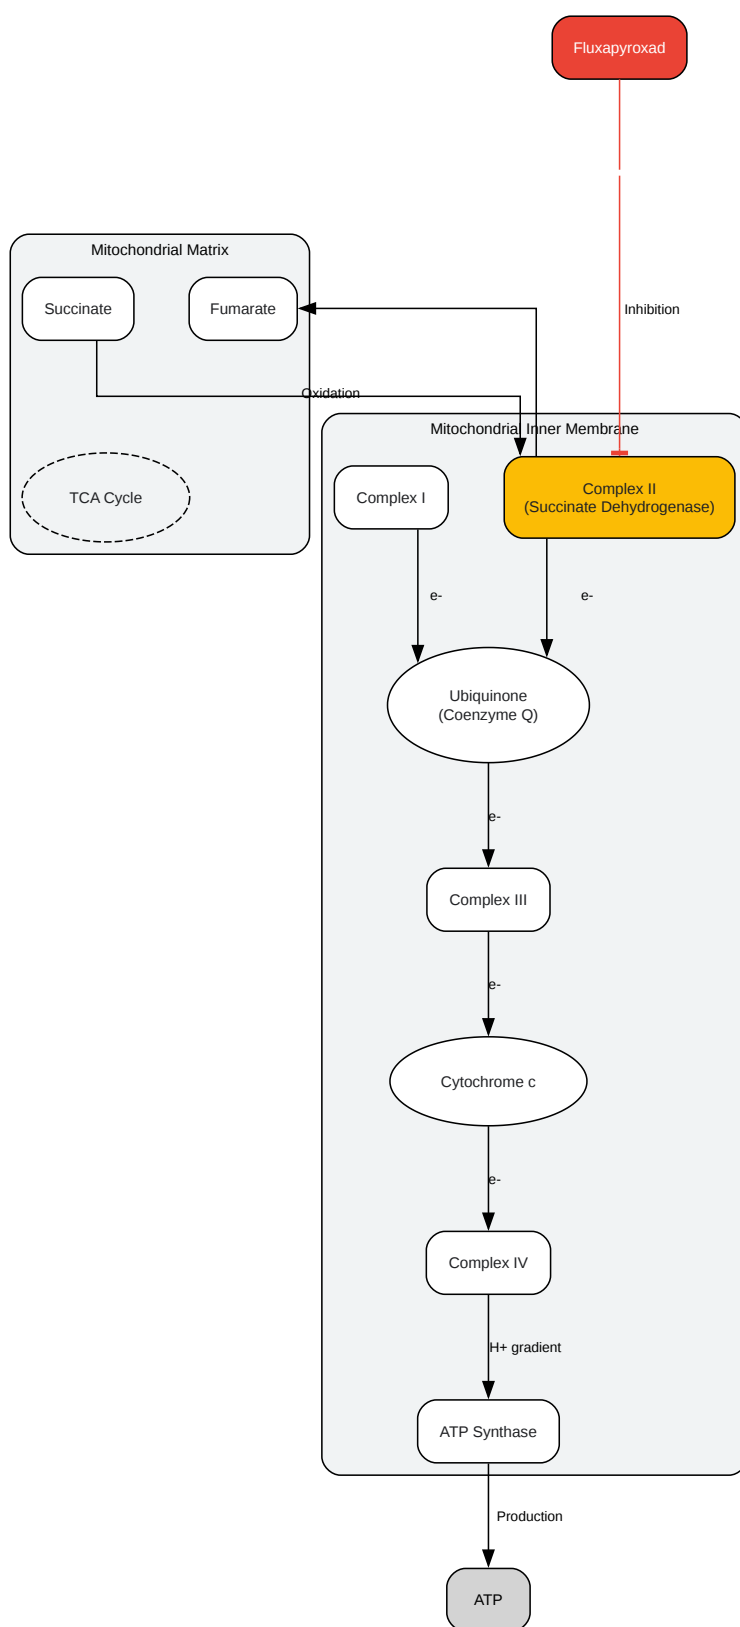 Fluxapyroxad
Mitochondrial Matrix
Succinate
Fumarate
Inhibition
Oxidation
Mitochondrial Inner Membrane
TCA Cycle
Complex I
Complex II
(Succinate Dehydrogenase)
e-
e-
Ubiquinone
(Coenzyme Q)
e-
Complex III
e-
Cytochrome c
e-
Complex IV
H+ gradient
ATP Synthase
Production
ATP